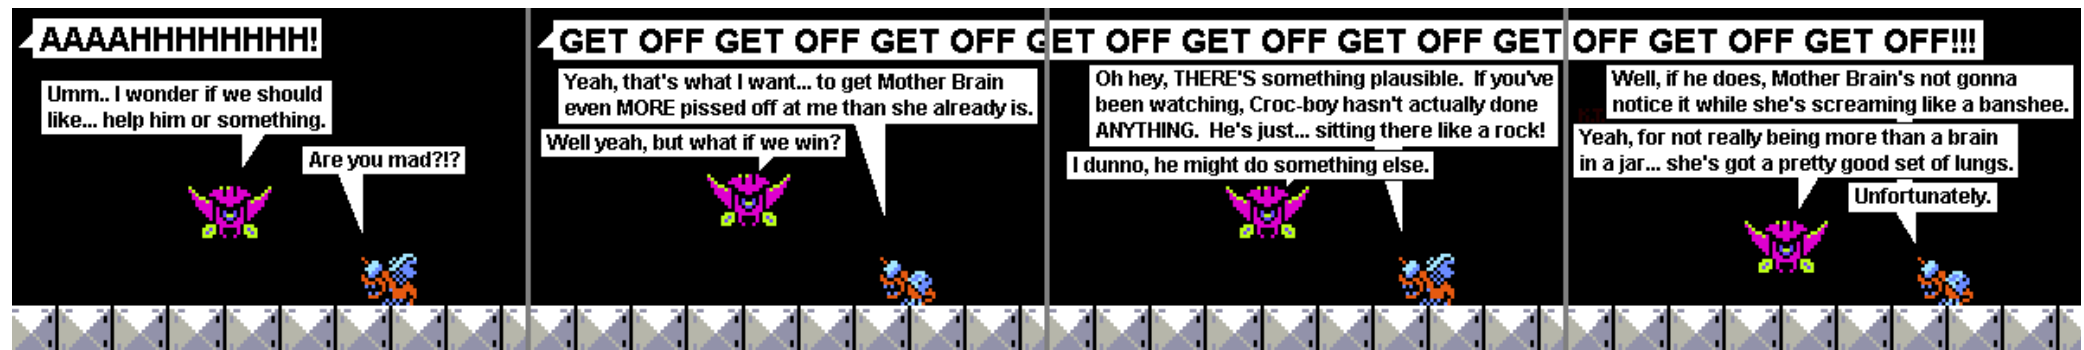 AAAAHHHHHHHHH!
Umm.. I wonder if we should
like... help him or something.
Are you mad?!?
GET OFF GET OFF GET OFF GET OFF GET OFF GET OFF GET OFF GET OFF GET OFF!!!
Yeah, that's what I want... to get Mother Brain
even MORE pissed off at me than she already is.
Well yeah, but what if we win?
Oh hey, THERE'S something plausible. If you've
been watching, Croc-boy hasn't actually done
ANYTHING. He's just... sitting there like a rock!
I dunno, he might do something else.
Well, if he does, Mother Brain's not gonna
notice it while she's screaming like a banshee.
Yeah, for not really being more than a brain
in a jar... she's got a pretty good set of lungs.
Unfortunately.